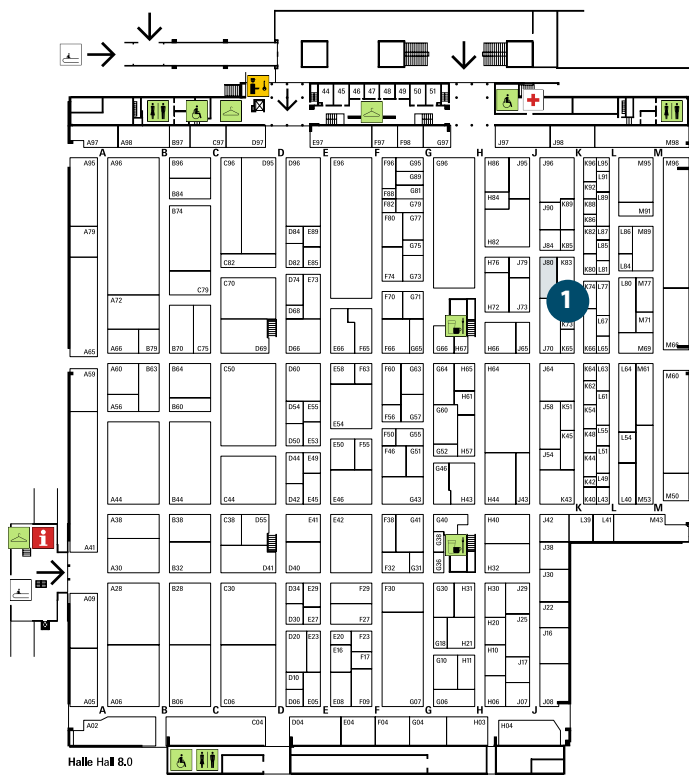 44 45 46 47 48 49 50 51
A97 A98 B97 C97 D97 E97 F97 F98 G97 J97 J98 M98
A B C D E F G H J K L M
A95 A96 B96 C96 D95 D96 E96 F96 G95 G96 H86 J95 J96 K96 L95 M95 M96
G89 K92 L91
B84 F88 G81 H84 K88 L89 M91
F82 G79 J90 K89 K86
B74 F80 G77
A79 D84 E89 K82 L87 L86 M89
G75 H82 J84 K85 L85
C82 D82 E85 F74 G73 H76 J79 J80 K83 K80 L81 L84
C79 C70 D74 E73 K74 L77 L80 M77
A72 D68 F70 G71 H72 J73 1
K73 L67 M71
A65 A66 B79 B70 C75 D69 D66 E66 F65 F66 G65 G66 H67 H66 J65 J70 K65 K66 L65 M69 M66
A59 A60 B63 B64 C50 D60 E58 F63 F60 G63 G64 H65 H64 J64 K64 L63 L64 M61 M60
K62 L61
A56 B60 D54 E55 G60 H61 J58 K51 K54
F56 G57
E54
D50 E53 F50 G55 K45 K48 L55 L54
E50 F55 F46 G51 G52 H57 J54 L51
D44 E49 G46 K44
K42 L49
A44 B44 C44 D42 E45 E46 G43 H43 H44 J43 K43 K40 L43 L40 M53 M50
K L M
A38 B38 C38 D55 E41 E42 F38 G41 G40 H40 J42 L39 L41 M43
G38 J38
A41 A30 B32 D41 D40 F32 G31 G36 H32
J30
A09 A28 B28 C30 D34 E29 F29 F30 G30 H31 H30 J29
D30 E27 F27 H20 J25 J22
D20 E23 E20 G18 H21 J16
E16 F17 G10 H11 H10 J17
D10
A05 A06 B06 C06 D06 E05 E08 F09 G07 G06 H06 J07 J08
A B C D E F G H J
A02 C04 D04 E04 F04 G04 H03 H04
Halle Hall 8.0
i